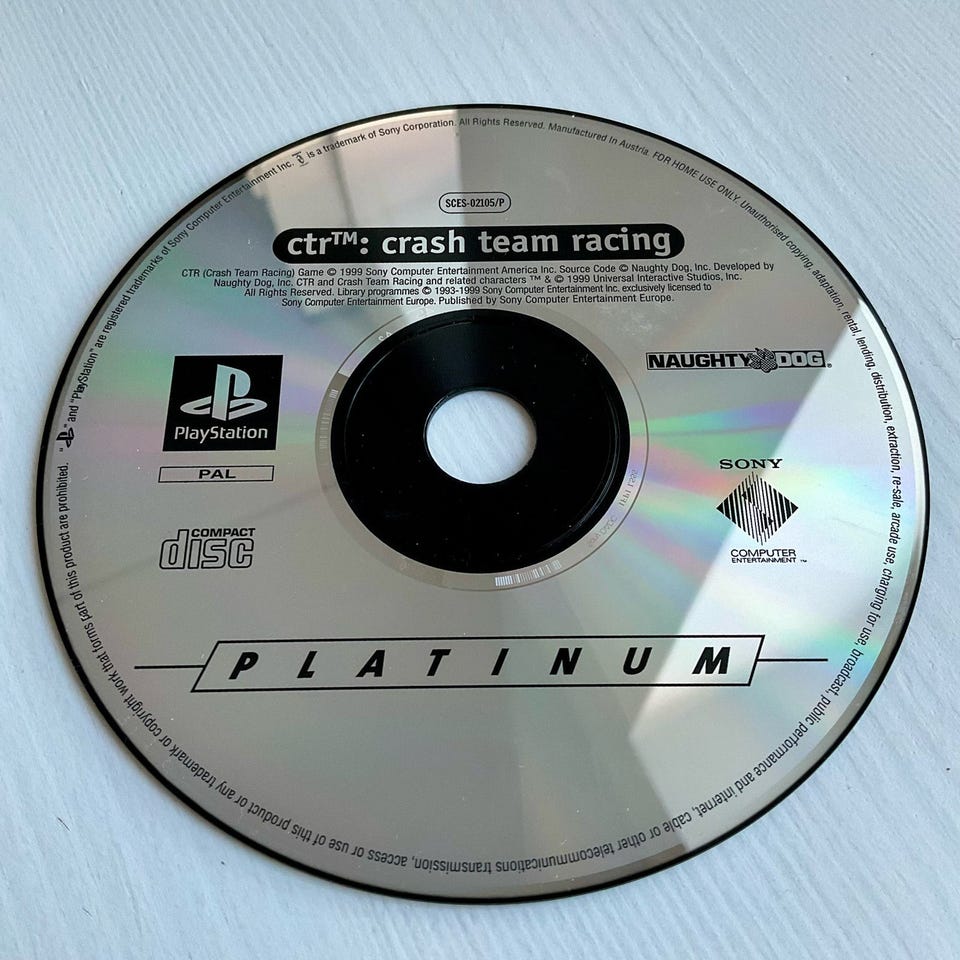 SCES-02105/P
ctr™: crash team racing
CTR (Crash Team Racing) Game © 1999 Sony Computer Entertainment America Inc. Source Code © Naughty Dog, Inc. Developed by
Naughty Dog, Inc. CTR and Crash Team Racing and related characters ™ & © 1999 Universal Interactive Studios, Inc.
All Rights Reserved. Library programmes © 1993-1999 Sony Computer Entertainment Inc. exclusively licensed to
Sony Computer Entertainment Europe. Published by Sony Computer Entertainment Europe.
NAUGHTY DOG®
PlayStation
PAL
COMPACT
disc
SONY
COMPUTER
ENTERTAINMENT ™
PLATINUM
" " and "PlayStation" are registered trademarks of Sony Computer Entertainment Inc. is a trademark of Sony Corporation. All Rights Reserved. Manufactured In Austria. FOR HOME USE ONLY. Unauthorised copying, adaptation, rental, lending, distribution, extraction, re-sale, arcade use, charging for use, broadcast, public performance and internet, cable or other telecommunications transmission, access or use of this product or any trademark or copyright work that forms part of this product are prohibited.